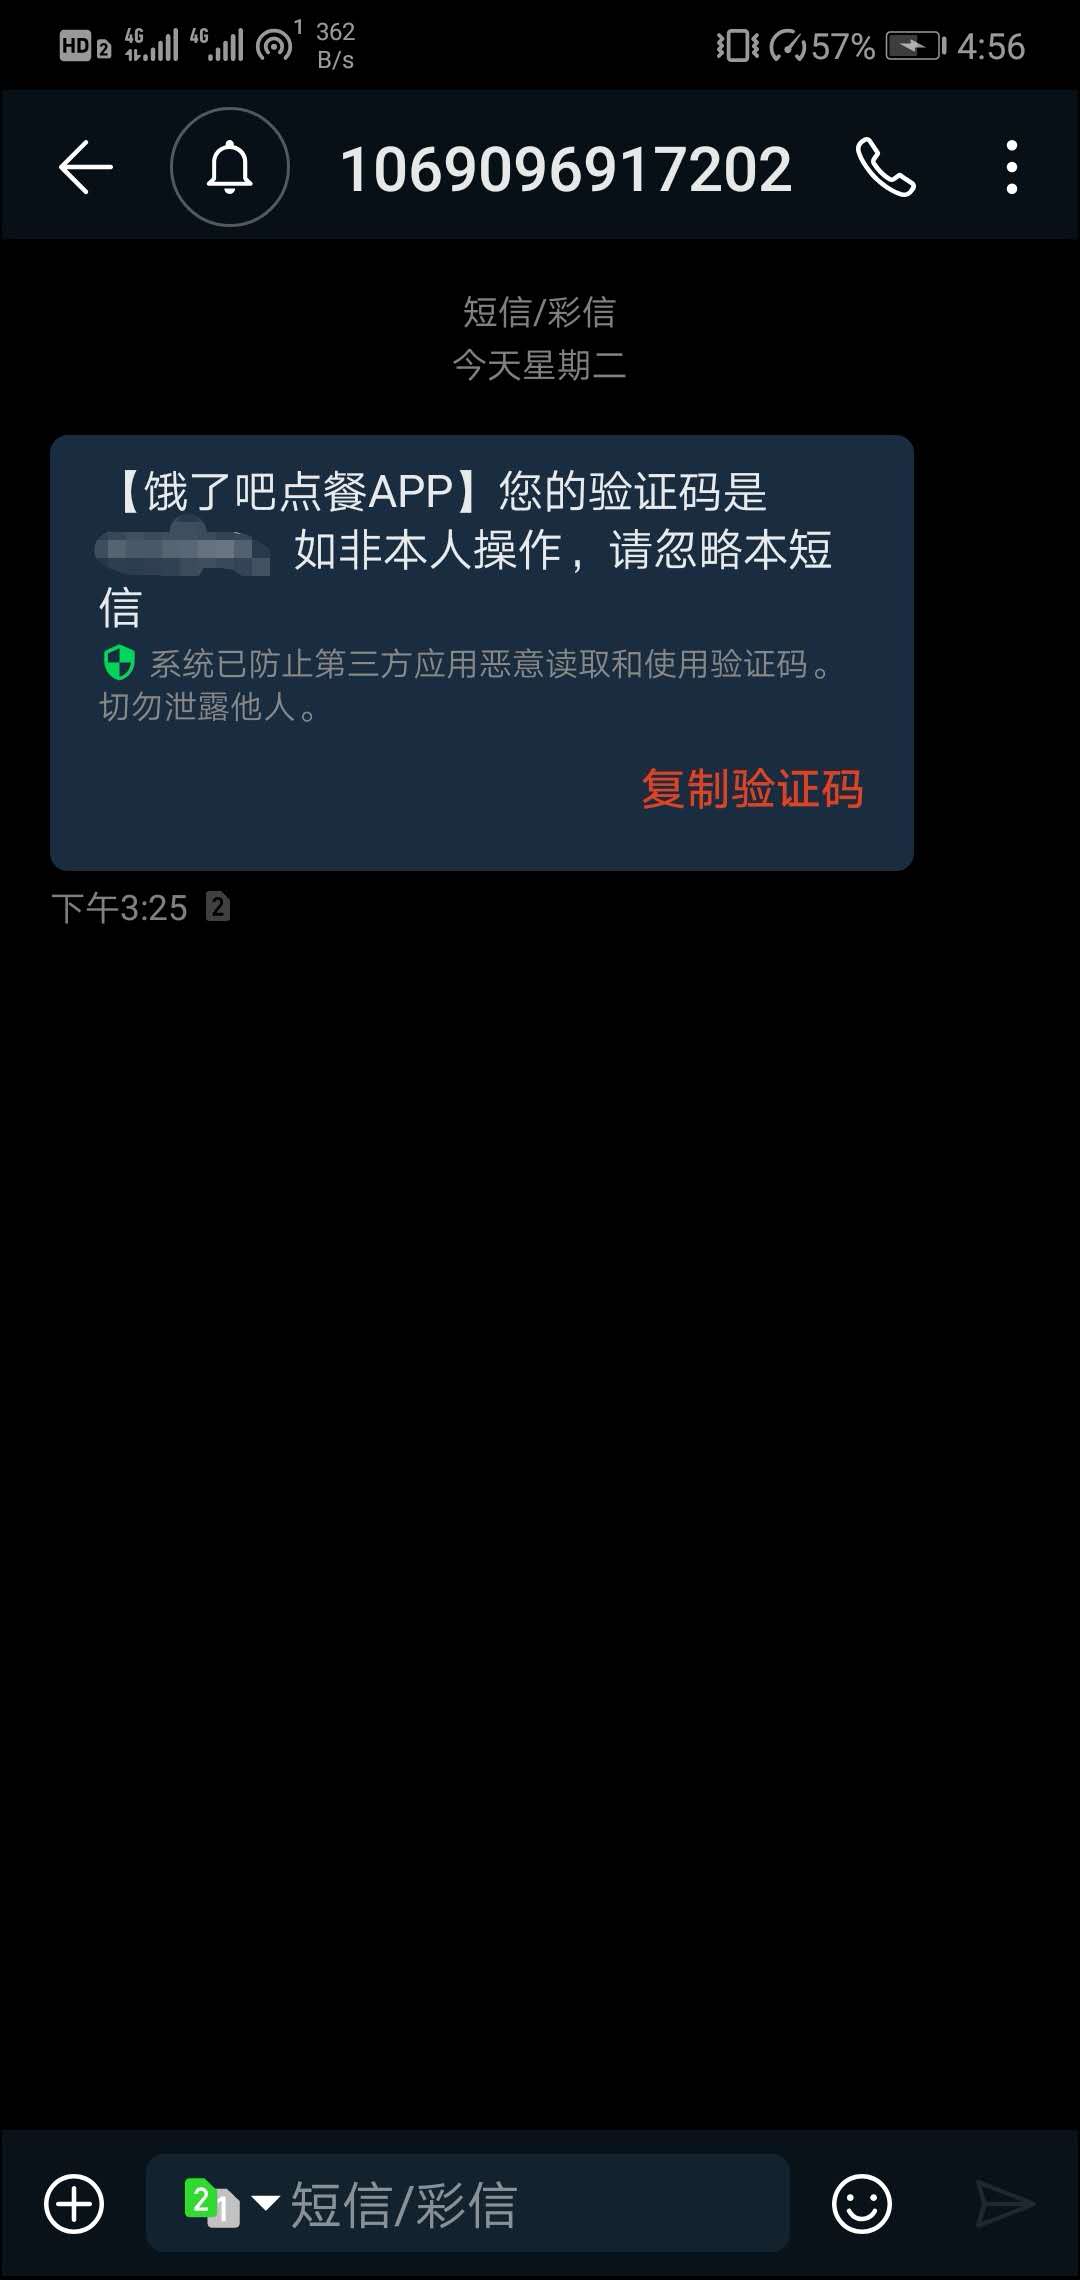 HD 2 4G 4G 1 362 B/s 57% 4:56
1069096917202
短信/彩信
今天星期二
【饿了吧点餐APP】您的验证码是
如非本人操作，请忽略本短
信
系统已防止第三方应用恶意读取和使用验证码。
切勿泄露他人。
复制验证码
下午3:25 2
2 1 短信/彩信